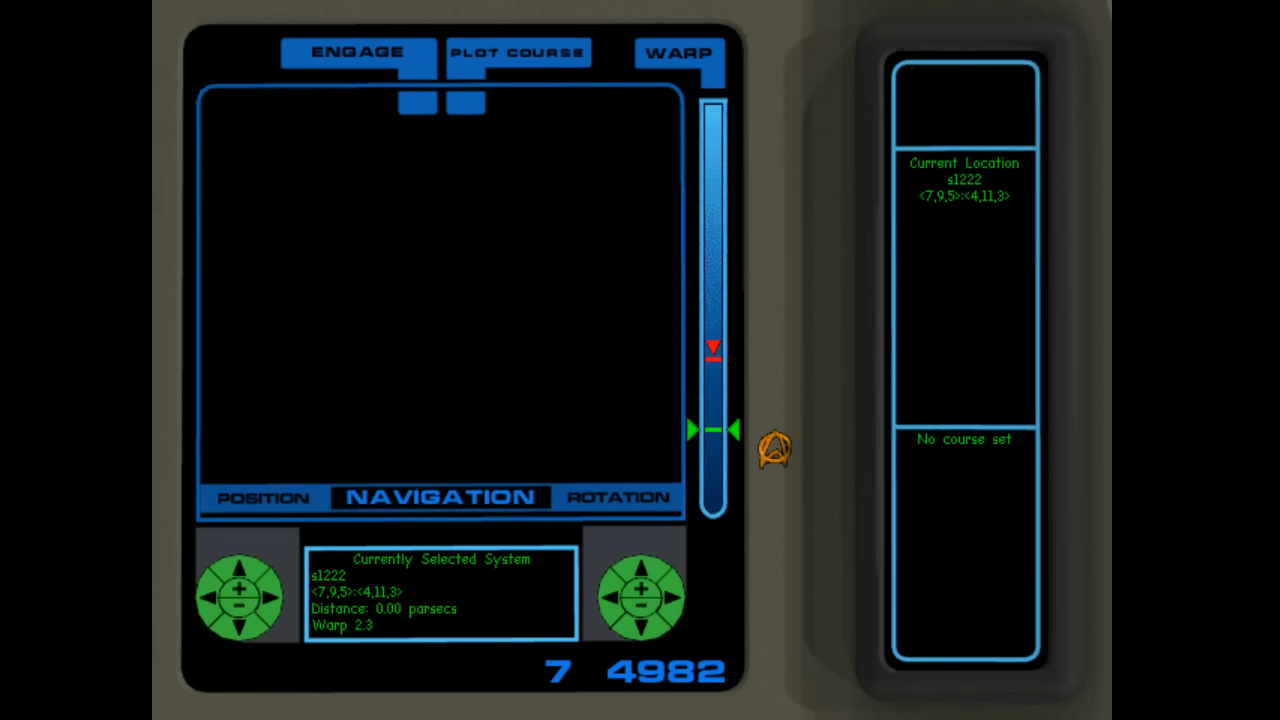 ENGAGE PLOT COURSE WARP
Current Location
s1222
<7,9,5>:<4,11,3>
No course set
POSITION NAVIGATION ROTATION
Currently Selected System
s1222
<7,9,5>:<4,11,3>
Distance: 0.00 parsecs
Warp 2.3
7 4982